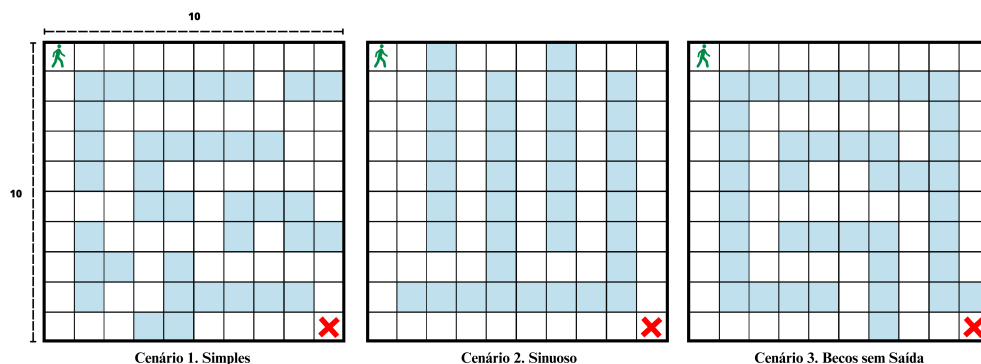 10
10
Cenário 1. Simples
Cenário 2. Sinuoso
Cenário 3. Becos sem Saída